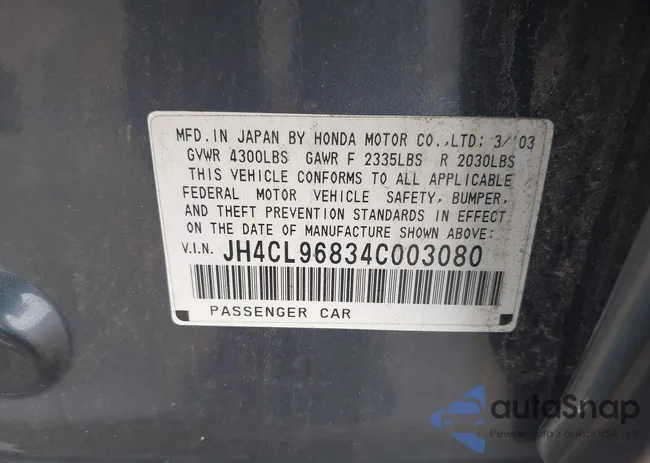 MFD. IN JAPAN BY HONDA MOTOR CO.,LTD: 3/'03
GVWR 4300LBS GAWR F 2335LBS R 2030LBS
THIS VEHICLE CONFORMS TO ALL APPLICABLE
FEDERAL MOTOR VEHICLE SAFETY, BUMPER,
AND THEFT PREVENTION STANDARDS IN EFFECT
ON THE DATE OF MANUFACTURE SHOWN ABOVE:
V.I.N. JH4CL96834C003080
PASSENGER CAR
autoSnap